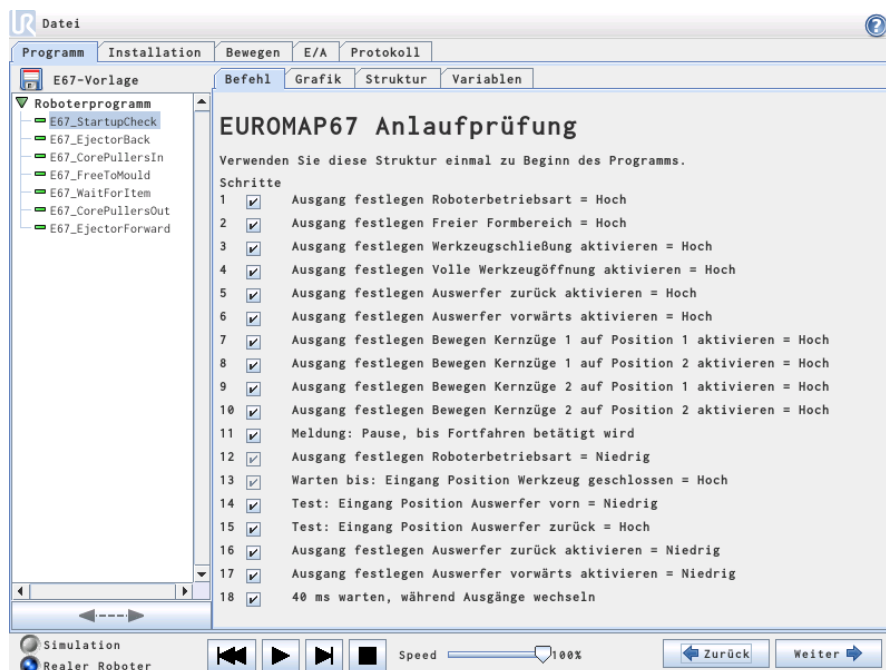 UR Datei ?
Programm Installation Bewegen E/A Protokoll
E67-Vorlage
Befehl Grafik Struktur Variablen
Roboterprogramm
E67_StartupCheck
E67_EjectorBack
E67_CorePullersIn
E67_FreeToMould
E67_WaitForItem
E67_CorePullersOut
E67_EjectorForward
EUROMAP67 Anlaufprüfung
Verwenden Sie diese Struktur einmal zu Beginn des Programms.
Schritte
1 Ausgang festlegen Roboterbetriebsart = Hoch
2 Ausgang festlegen Freier Formbereich = Hoch
3 Ausgang festlegen Werkzeugschließung aktivieren = Hoch
4 Ausgang festlegen Volle Werkzeugöffnung aktivieren = Hoch
5 Ausgang festlegen Auswerfer zurück aktivieren = Hoch
6 Ausgang festlegen Auswerfer vorwärts aktivieren = Hoch
7 Ausgang festlegen Bewegen Kernzüge 1 auf Position 1 aktivieren = Hoch
8 Ausgang festlegen Bewegen Kernzüge 1 auf Position 2 aktivieren = Hoch
9 Ausgang festlegen Bewegen Kernzüge 2 auf Position 1 aktivieren = Hoch
10 Ausgang festlegen Bewegen Kernzüge 2 auf Position 2 aktivieren = Hoch
11 Meldung: Pause, bis Fortfahren betätigt wird
12 Ausgang festlegen Roboterbetriebsart = Niedrig
13 Warten bis: Eingang Position Werkzeug geschlossen = Hoch
14 Test: Eingang Position Auswerfer vorn = Niedrig
15 Test: Eingang Position Auswerfer zurück = Hoch
16 Ausgang festlegen Auswerfer zurück aktivieren = Niedrig
17 Ausgang festlegen Auswerfer vorwärts aktivieren = Niedrig
18 40 ms warten, während Ausgänge wechseln
Simulation
Realer Roboter
Speed 100%
Zurück
Weiter